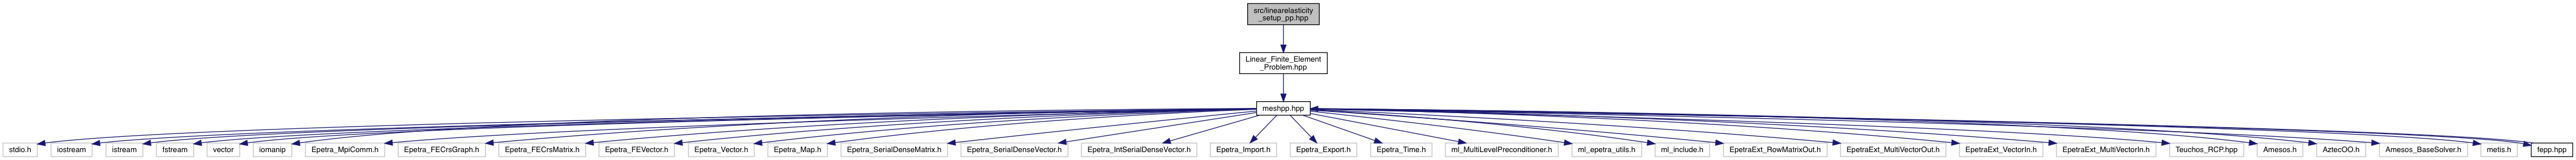 src/linearelasticity
_setup_pp.hpp
Linear_Finite_Element
_Problem.hpp
meshpp.hpp
stdio.h
iostream
istream
fstream
vector
iomanip
Epetra_MpiComm.h
Epetra_FECrsGraph.h
Epetra_FECrsMatrix.h
Epetra_FEVector.h
Epetra_Vector.h
Epetra_Map.h
Epetra_SerialDenseMatrix.h
Epetra_SerialDenseVector.h
Epetra_IntSerialDenseVector.h
Epetra_Import.h
Epetra_Export.h
Epetra_Time.h
ml_MultiLevelPreconditioner.h
ml_epetra_utils.h
ml_include.h
EpetraExt_RowMatrixOut.h
EpetraExt_MultiVectorOut.h
EpetraExt_VectorIn.h
EpetraExt_MultiVectorIn.h
Teuchos_RCP.hpp
Amesos.h
AztecOO.h
Amesos_BaseSolver.h
metis.h
fepp.hpp